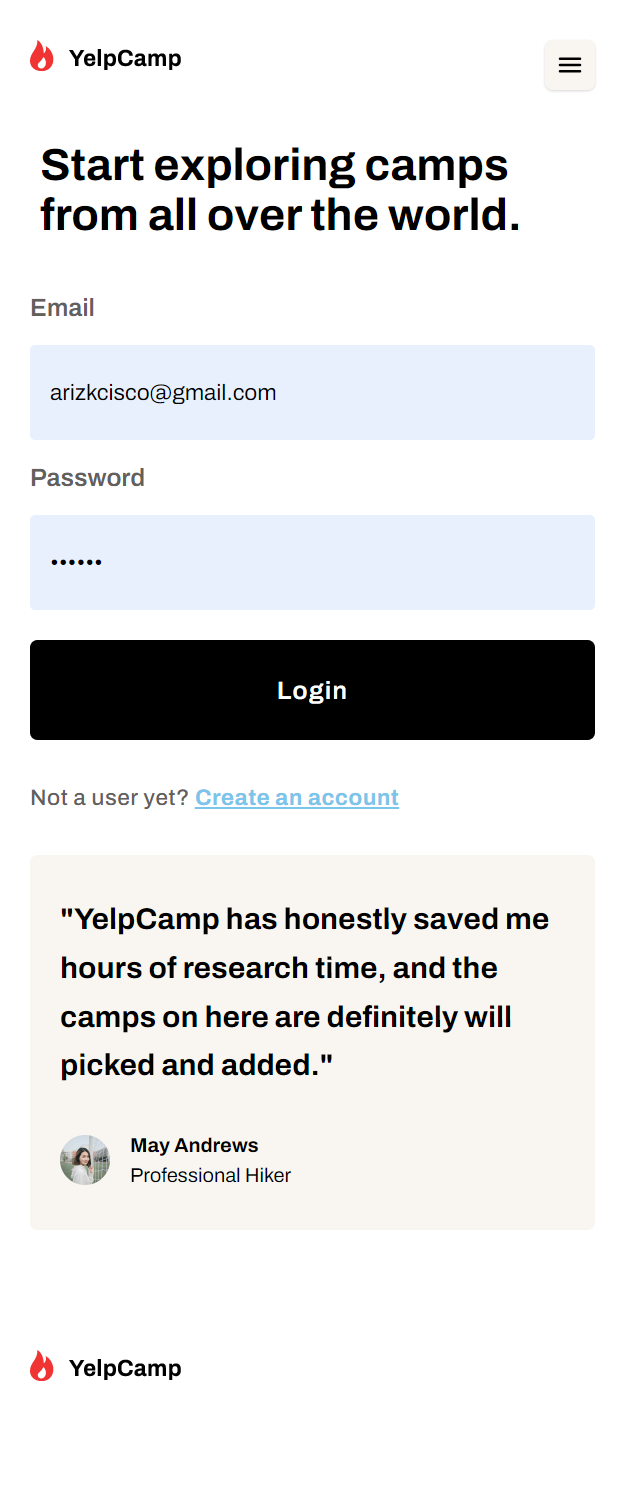 YelpCamp
Start exploring camps
from all over the world.
Email
arizkcisco@gmail.com
Password
••••••
Login
Not a user yet? Create an account
"YelpCamp has honestly saved me
hours of research time, and the
camps on here are definitely will
picked and added."
May Andrews
Professional Hiker
YelpCamp